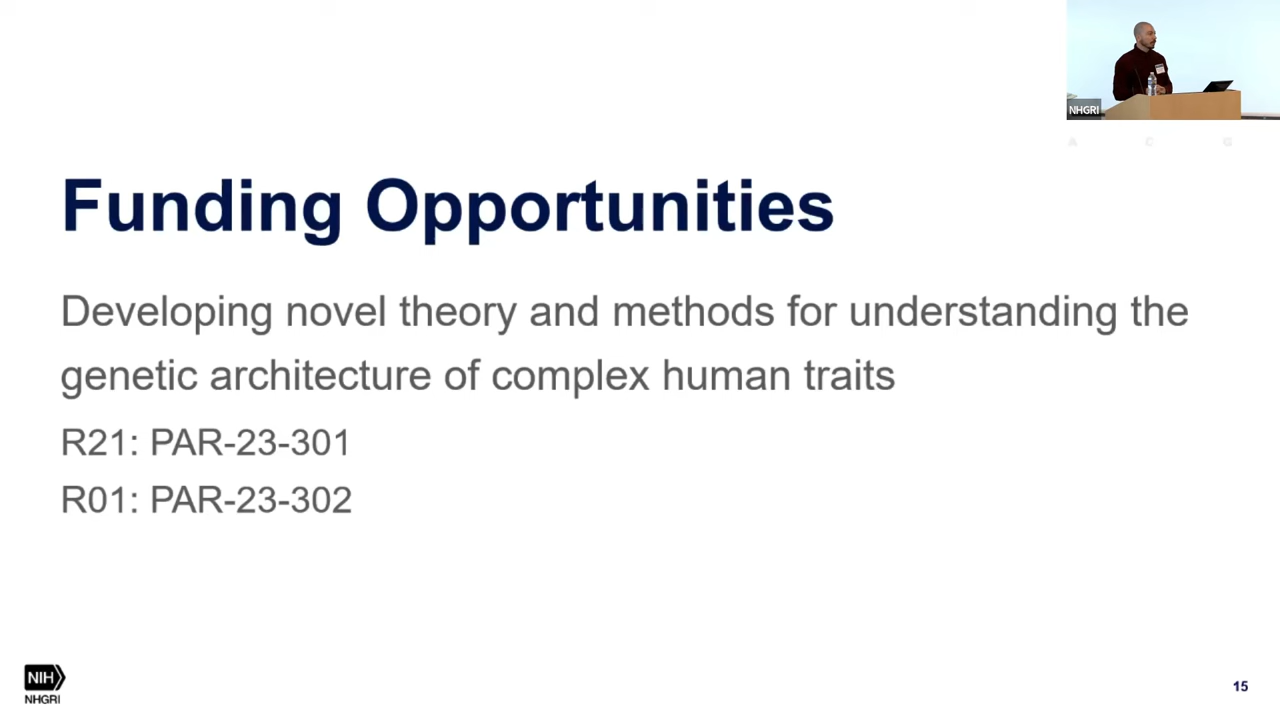 NHGRI
A C G
Funding Opportunities
Developing novel theory and methods for understanding the
genetic architecture of complex human traits
R21: PAR-23-301
R01: PAR-23-302
NIH
NHGRI
15